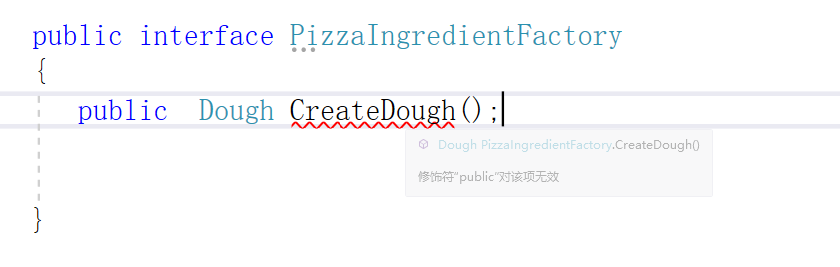 public interface PizzaIngredientFactory
{
public  Dough CreateDough();
Dough PizzaIngredientFactory.CreateDough()
修饰符"public"对该项无效
}